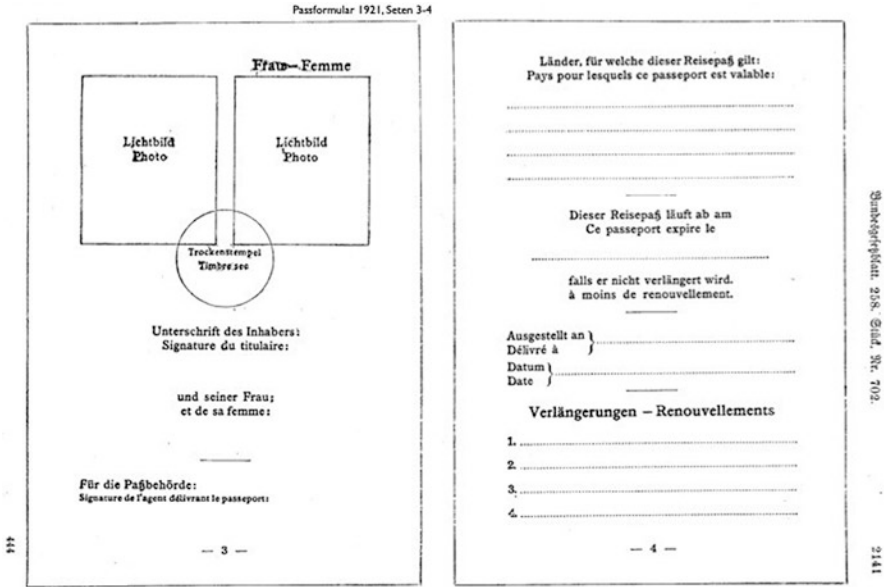 Passformular 1921, Seten 3-4
Frau—Femme
Lichtbild
Photo
Lichtbild
Photo
Trockenstempel
Timbre sec
Unterschrift des Inhabers:
Signature du titulaire:
und seiner Frau:
et de sa femme:
Für die Paßbehörde:
Signature de l'agent délivrant le passeport:
— 3 —
444
Länder, für welche dieser Reisepaß gilt:
Pays pour lesquels ce passeport est valable:
Dieser Reisepaß läuft ab am
Ce passeport expire le
falls er nicht verlängert wird.
à moins de renouvellement.
Ausgestellt an
Délivré à
Datum
Date
Verlängerungen – Renouvellements
1.
2.
3.
4.
— 4 —
Bundesgesetzblatt. 258. Stück, Nr. 702.
2141